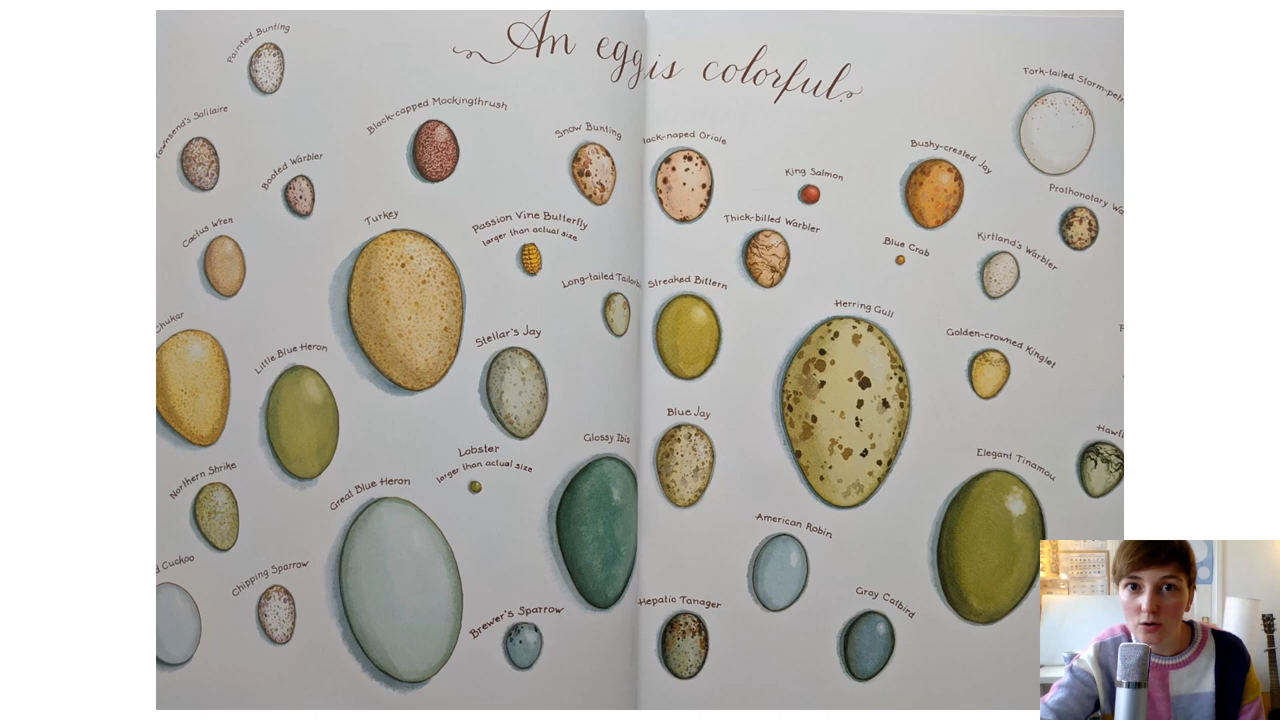 An egg is colorful.
Painted Bunting
Fork-tailed Storm-petr
ownsend's Solitaire
Black-capped Mockingthrush
Snow Bunting
lack-naped Oriole
Bushy-crested Jay
Booted Warbler
King Salmon
Prothonotary Wa
Cactus Wren
Turkey
Passion Vine Butterfly
larger than actual size
Thick-billed Warbler
Blue Crab
Kirtland's Warbler
Long-tailed Tailorb
Streaked Bittern
Chukar
Herring Gull
Little Blue Heron
Stellar's Jay
Golden-crowned Kinglet
Blue Jay
Northern Shrike
Lobster
larger than actual size
Glossy Ibis
Elegant Tinamou
Hawfi
Great Blue Heron
American Robin
d Cuckoo
Chipping Sparrow
Brewer's Sparrow
Hepatic Tanager
Gray Catbird